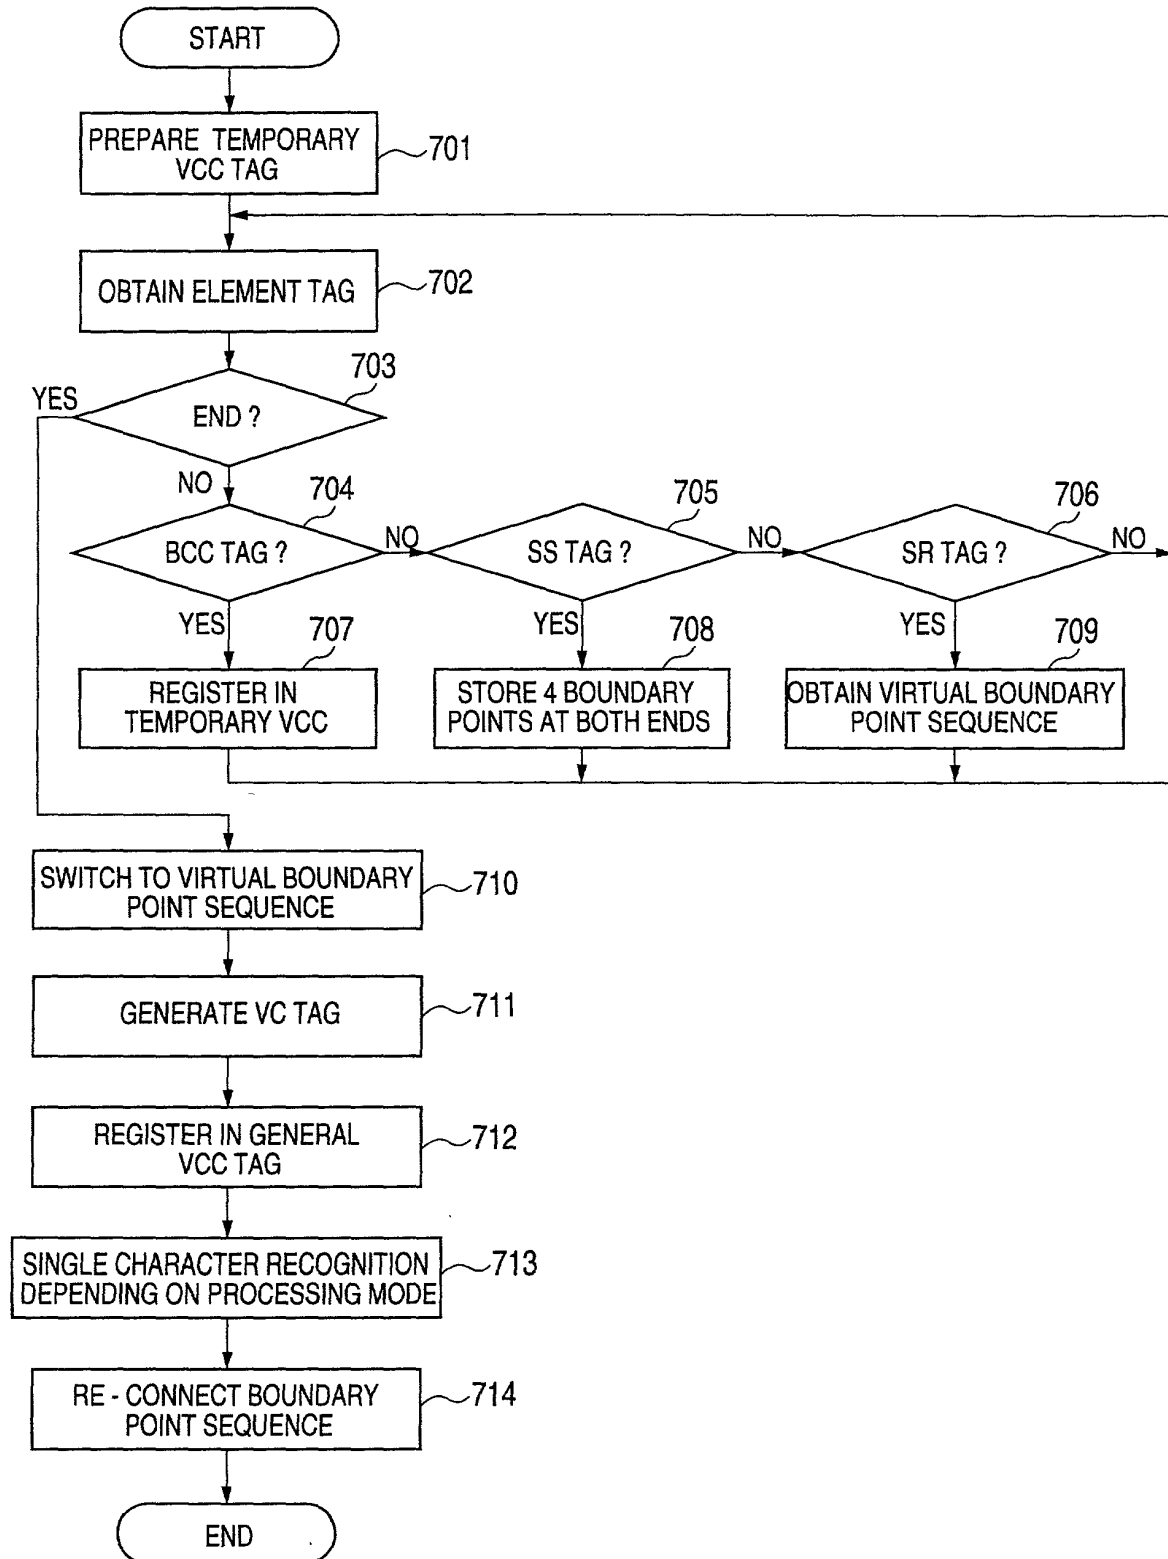 START
PREPARE TEMPORARY
VCC TAG
701
OBTAIN ELEMENT TAG
702
703
YES
END ?
NO
704
705
706
BCC TAG ?
NO
SS TAG ?
NO
SR TAG ?
NO
YES
707
YES
708
YES
709
REGISTER IN
TEMPORARY VCC
STORE 4 BOUNDARY
POINTS AT BOTH ENDS
OBTAIN VIRTUAL BOUNDARY
POINT SEQUENCE
SWITCH TO VIRTUAL BOUNDARY
POINT SEQUENCE
710
GENERATE VC TAG
711
REGISTER IN GENERAL
VCC TAG
712
SINGLE CHARACTER RECOGNITION
DEPENDING ON PROCESSING MODE
713
RE - CONNECT BOUNDARY
POINT SEQUENCE
714
END